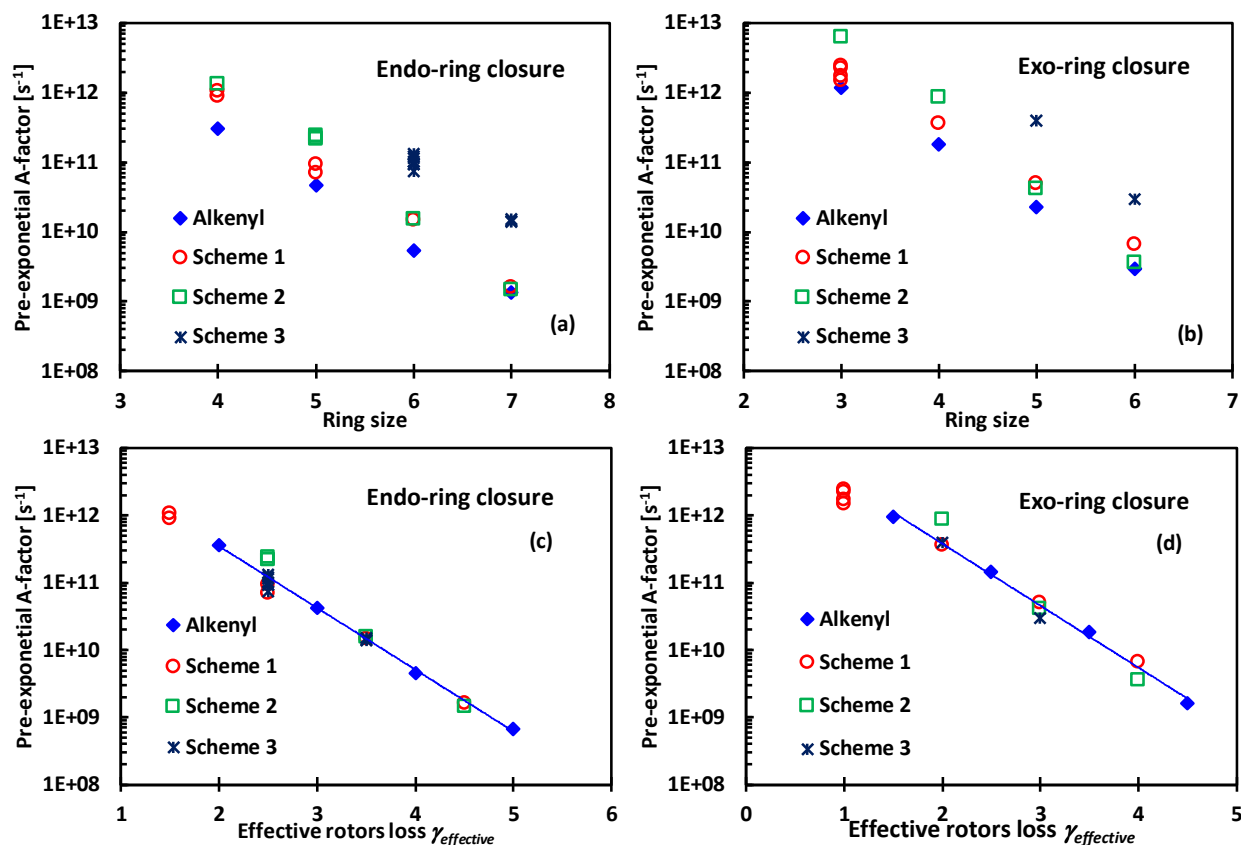 Pre-exponetial A-factor [s⁻¹]
1E+13
1E+12
1E+11
1E+10
1E+09
1E+08
Endo-ring closure
Alkenyl
Scheme 1
Scheme 2
Scheme 3
(a)
3 4 5 6 7 8
Ring size
Pre-exponetial A-factor [s⁻¹]
1E+13
1E+12
1E+11
1E+10
1E+09
1E+08
Exo-ring closure
Alkenyl
Scheme 1
Scheme 2
Scheme 3
(b)
2 3 4 5 6 7
Ring size
Pre-exponetial A-factor [s⁻¹]
1E+13
1E+12
1E+11
1E+10
1E+09
1E+08
Endo-ring closure
(c)
Alkenyl
Scheme 1
Scheme 2
Scheme 3
1 2 3 4 5 6
Effective rotors loss γeffective
Pre-exponetial A-factor [s⁻¹]
1E+13
1E+12
1E+11
1E+10
1E+09
1E+08
Exo-ring closure
(d)
Alkenyl
Scheme 1
Scheme 2
Scheme 3
0 1 2 3 4 5
Effective rotors loss γeffective